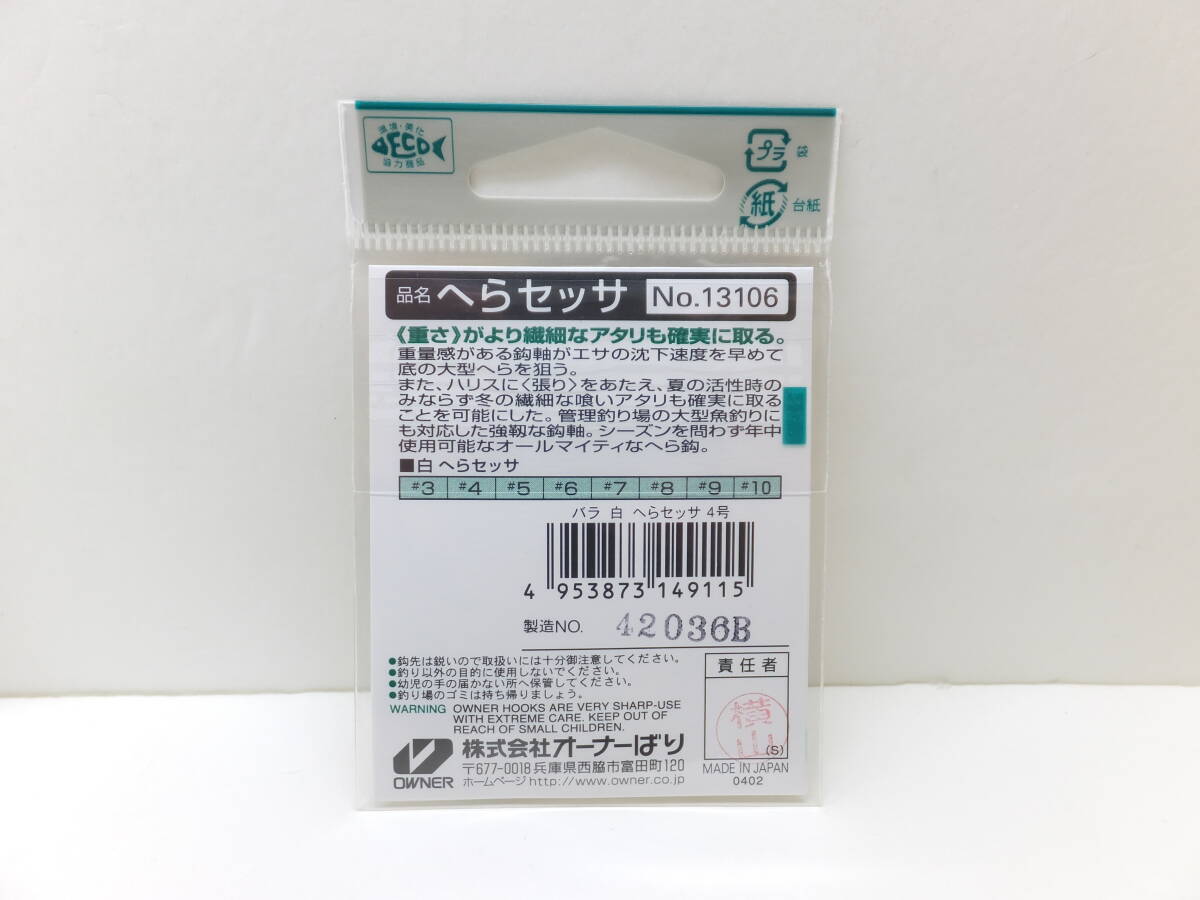 環境・美化
ECO
協力商品
プラ 袋
紙 台紙
品名 へらセッサ No.13106
《重さ》がより繊細なアタリも確実に取る。
重量感がある鈎軸がエサの沈下速度を早めて
底の大型へらを狙う。
また、ハリスに〈張り〉をあたえ、夏の活性時の
みならず冬の繊細な喰いアタリも確実に取る
ことを可能にした。管理釣り場の大型魚釣りに
も対応した強靱な鈎軸。シーズンを問わず年中
使用可能なオールマイティなへら鈎。
■白 へらセッサ
#3 #4 #5 #6 #7 #8 #9 #10
バラ 白 へらセッサ 4号
4 953873 149115
製造NO. 42036B
●鈎先は鋭いので取扱いには十分御注意してください。
●釣り以外の目的に使用しないでください。
●幼児の手の届かない所へ保管してください。
●釣り場のゴミは持ち帰りましょう。
WARNING OWNER HOOKS ARE VERY SHARP-USE
WITH EXTREME CARE. KEEP OUT OF
REACH OF SMALL CHILDREN.
責任者
横山
(S)
OWNER
株式会社オーナーばり
〒677-0018 兵庫県西脇市富田町120
ホームページ http://www.owner.co.jp
MADE IN JAPAN
0402